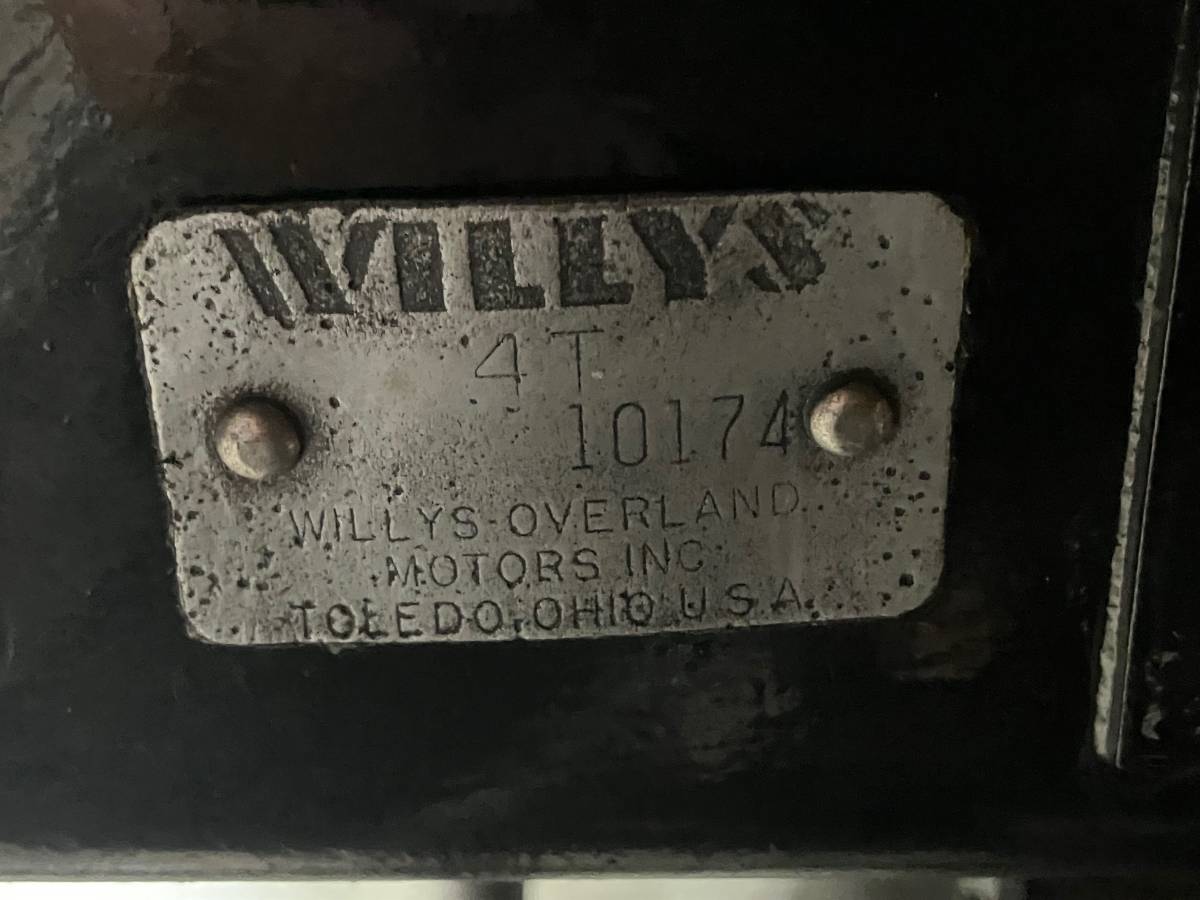 WILLYS
4T
10174
WILLYS-OVERLAND
MOTORS INC
TOLEDO, OHIO U S A